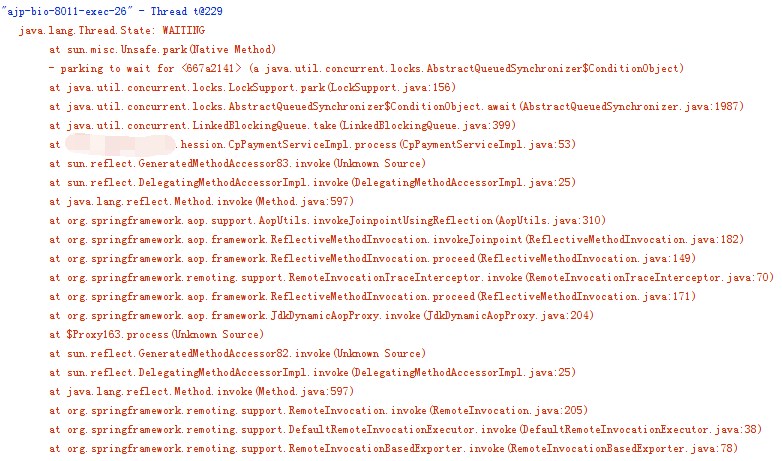 "ajp-bio-8011-exec-26" - Thread t@229
java.lang.Thread.State: WAITING
at sun.misc.Unsafe.park(Native Method)
- parking to wait for <667a2141> (a java.util.concurrent.locks.AbstractQueuedSynchronizer$ConditionObject)
at java.util.concurrent.locks.LockSupport.park(LockSupport.java:156)
at java.util.concurrent.locks.AbstractQueuedSynchronizer$ConditionObject.await(AbstractQueuedSynchronizer.java:1987)
at java.util.concurrent.LinkedBlockingQueue.take(LinkedBlockingQueue.java:399)
at .hession.CpPaymentServiceImpl.process(CpPaymentServiceImpl.java:53)
at sun.reflect.GeneratedMethodAccessor83.invoke(Unknown Source)
at sun.reflect.DelegatingMethodAccessorImpl.invoke(DelegatingMethodAccessorImpl.java:25)
at java.lang.reflect.Method.invoke(Method.java:597)
at org.springframework.aop.support.AopUtils.invokeJoinpointUsingReflection(AopUtils.java:310)
at org.springframework.aop.framework.ReflectiveMethodInvocation.invokeJoinpoint(ReflectiveMethodInvocation.java:182)
at org.springframework.aop.framework.ReflectiveMethodInvocation.proceed(ReflectiveMethodInvocation.java:149)
at org.springframework.remoting.support.RemoteInvocationTraceInterceptor.invoke(RemoteInvocationTraceInterceptor.java:70)
at org.springframework.aop.framework.ReflectiveMethodInvocation.proceed(ReflectiveMethodInvocation.java:171)
at org.springframework.aop.framework.JdkDynamicAopProxy.invoke(JdkDynamicAopProxy.java:204)
at $Proxy163.process(Unknown Source)
at sun.reflect.GeneratedMethodAccessor82.invoke(Unknown Source)
at sun.reflect.DelegatingMethodAccessorImpl.invoke(DelegatingMethodAccessorImpl.java:25)
at java.lang.reflect.Method.invoke(Method.java:597)
at org.springframework.remoting.support.RemoteInvocation.invoke(RemoteInvocation.java:205)
at org.springframework.remoting.support.DefaultRemoteInvocationExecutor.invoke(DefaultRemoteInvocationExecutor.java:38)
at org.springframework.remoting.support.RemoteInvocationBasedExporter.invoke(RemoteInvocationBasedExporter.java:78)